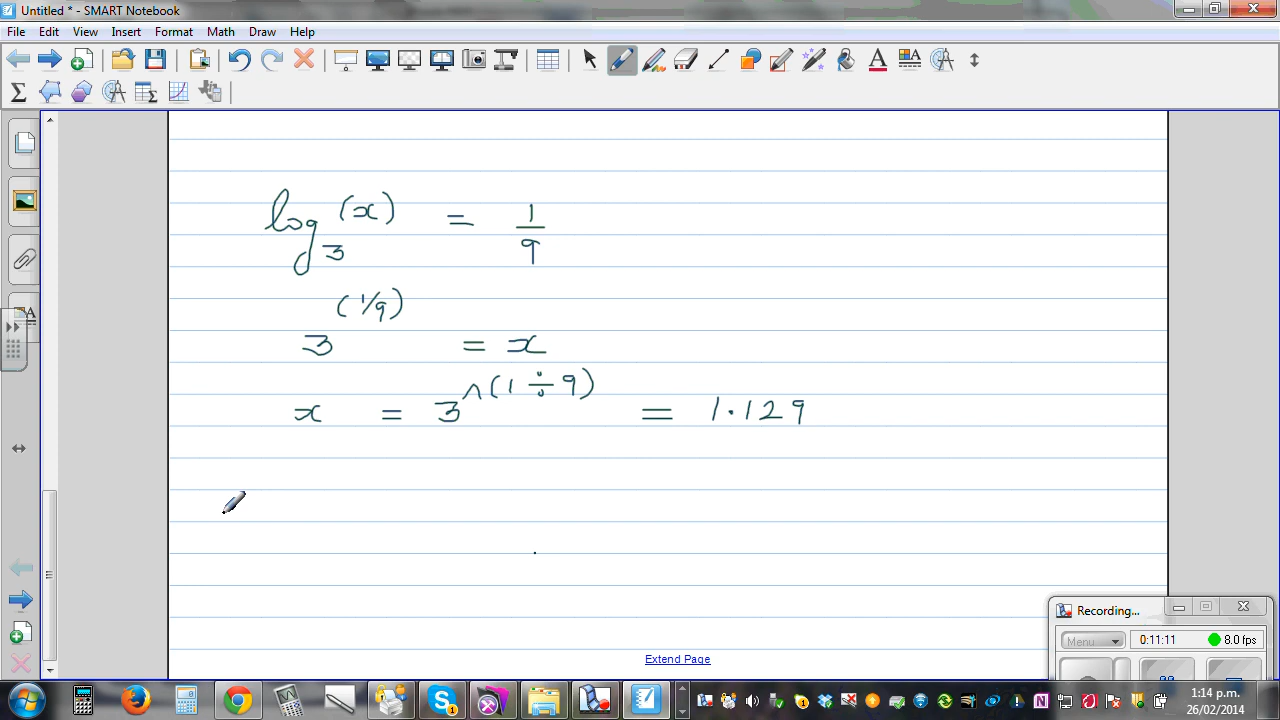 Untitled * - SMART Notebook
File Edit View Insert Format Math Draw Help
log₃(x) = 1/9
3^(1/9) = x
x = 3^(1 ÷ 9) = 1.129
Extend Page
Recording...
Menu
0:11:11
8.0 fps
1:14 p.m.
26/02/2014